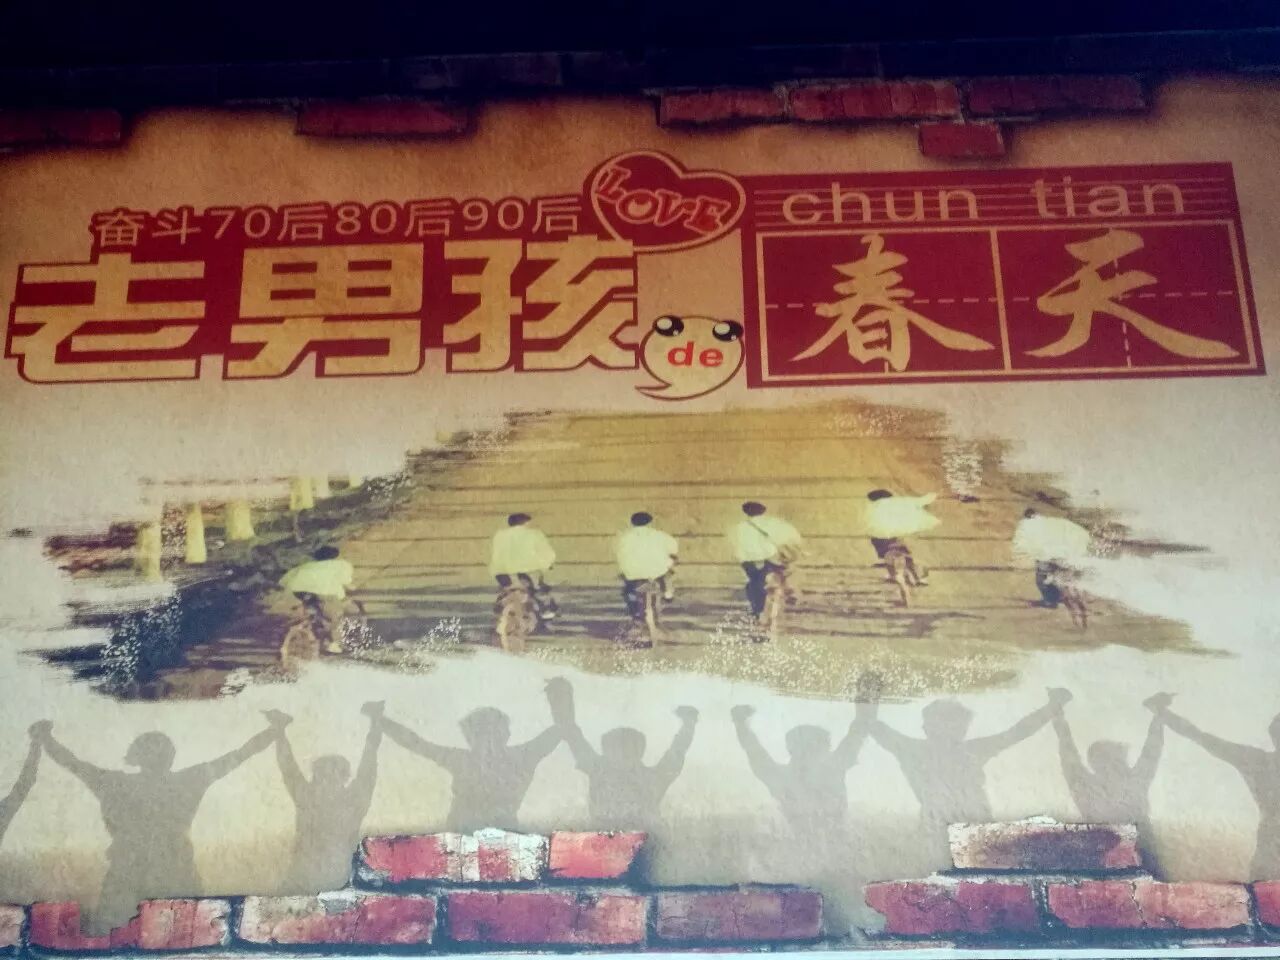 奋斗70后80后90后
LOVE
chun tian
老男孩
de
春天